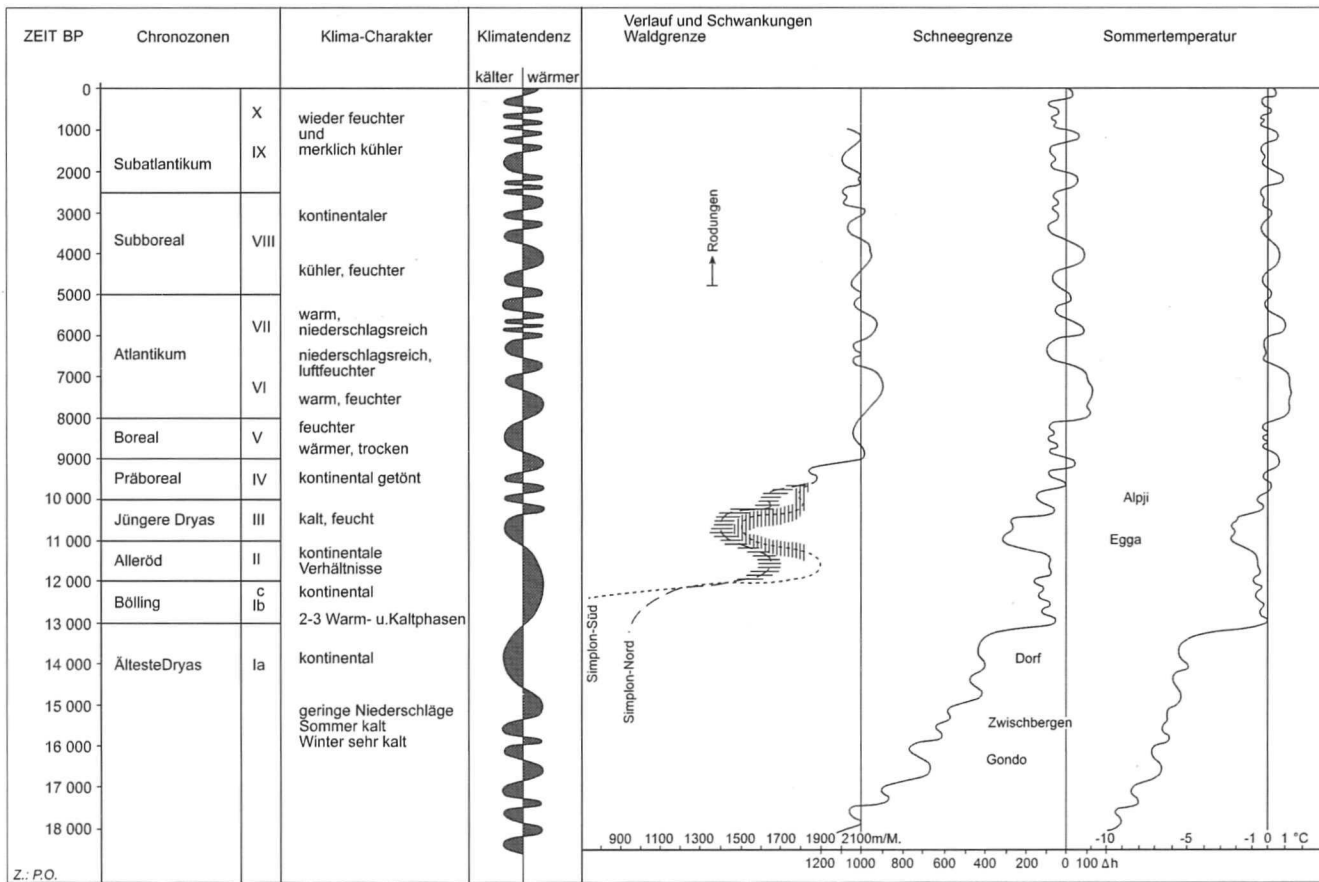 Verlauf und Schwankungen
ZEIT BP Chronozonen Klima-Charakter Klimatendenz Waldgrenze Schneegrenze Sommertemperatur
kälter wärmer
0
X
wieder feuchter
1000
und
IX
merklich kühler
Subatlantikum
2000
3000
kontinentaler
Subboreal VIII
Rodungen
4000
kühler, feuchter
5000
warm,
VII
niederschlagsreich
6000
Atlantikum
niederschlagsreich,
luftfeuchter
7000
VI
warm, feuchter
8000
feuchter
Boreal V
wärmer, trocken
9000
Präboreal IV kontinental getönt
10 000
Alpji
Jüngere Dryas III kalt, feucht
11 000
Egga
Alleröd II kontinentale
Verhältnisse
12 000
c kontinental
Bölling Ib
2-3 Warm- u.Kaltphasen
13 000
Simplon-Süd
Simplon-Nord
14 000 ÄltesteDryas Ia kontinental
Dorf
15 000
geringe Niederschläge
Sommer kalt
Zwischbergen
Winter sehr kalt
16 000
Gondo
17 000
18 000
900 1100 1300 1500 1700 1900 2100m/M. -10 -5 -1 0 1 °C
1200 1000 800 600 400 200 0 100 Δh
Z.: P.O.